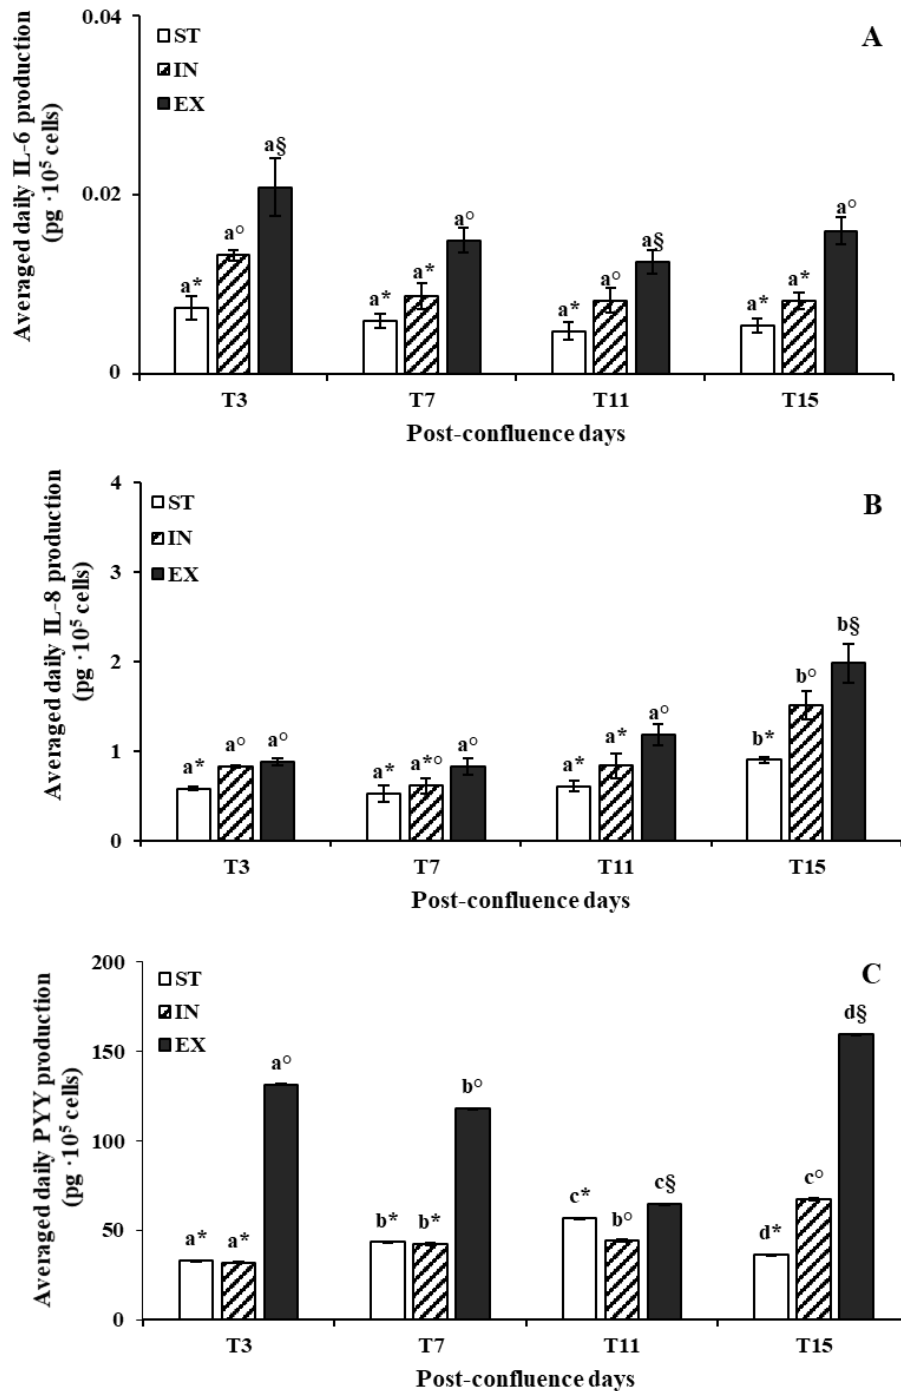 Averaged daily IL-6 production
(pg ·10⁵ cells)
0.04
0.02
0
ST
IN
EX
A
a*
a°
a§
a*
a*
a°
a*
a°
a§
a*
a*
a°
T3
T7
T11
T15
Post-confluence days
Averaged daily IL-8 production
(pg ·10⁵ cells)
4
3
2
1
0
ST
IN
EX
B
a*
a°
a°
a*
a*°
a°
a*
a*
a°
b*
b°
b§
T3
T7
T11
T15
Post-confluence days
Averaged daily PYY production
(pg ·10⁵ cells)
200
150
100
50
0
ST
IN
EX
C
a*
a*
a°
b*
b*
b°
c*
b°
c§
d*
c°
d§
T3
T7
T11
T15
Post-confluence days